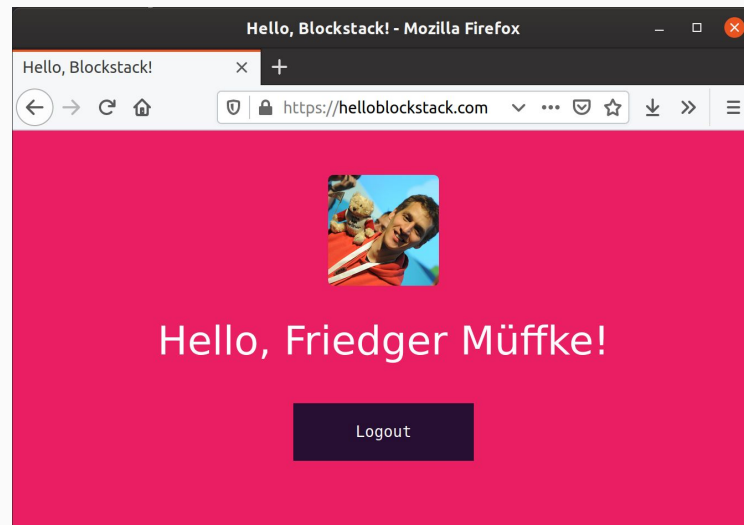 Hello, Blockstack! - Mozilla Firefox
Hello, Blockstack!
https://helloblockstack.com
Hello, Friedger Müffke!
Logout